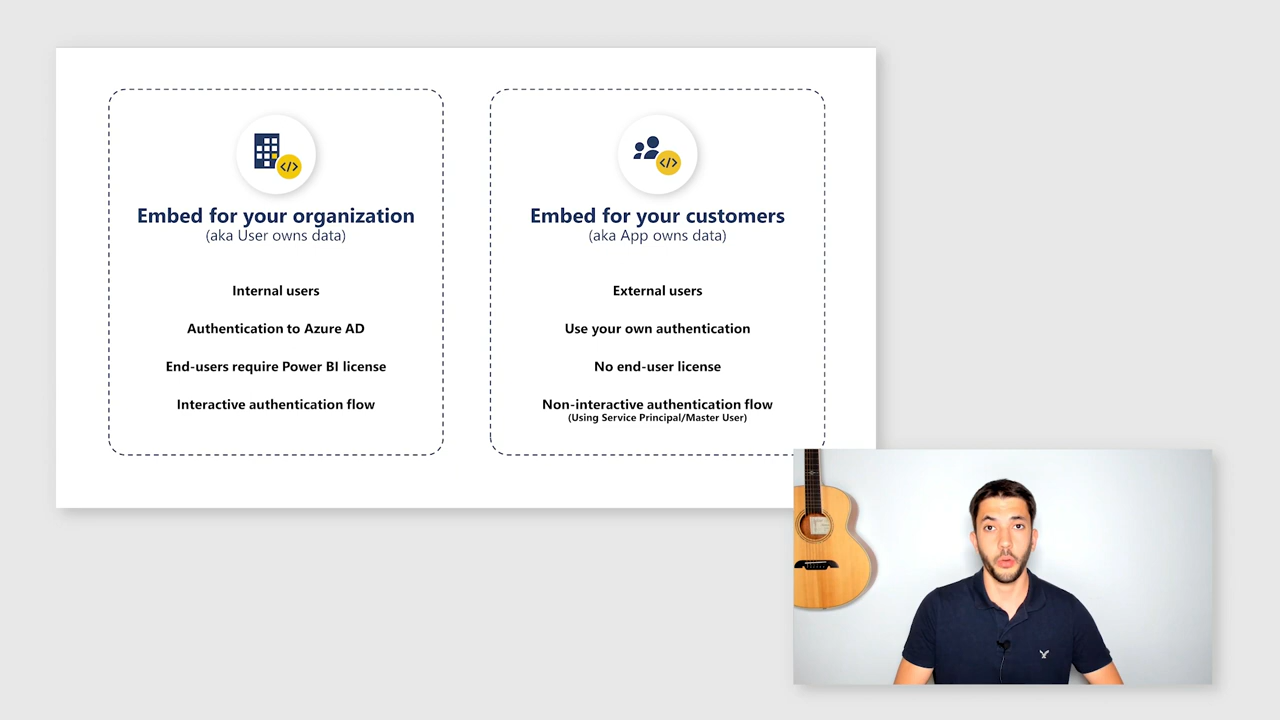 </>
Embed for your organization
(aka User owns data)
Internal users
Authentication to Azure AD
End-users require Power BI license
Interactive authentication flow
</>
Embed for your customers
(aka App owns data)
External users
Use your own authentication
No end-user license
Non-interactive authentication flow
(Using Service Principal/Master User)